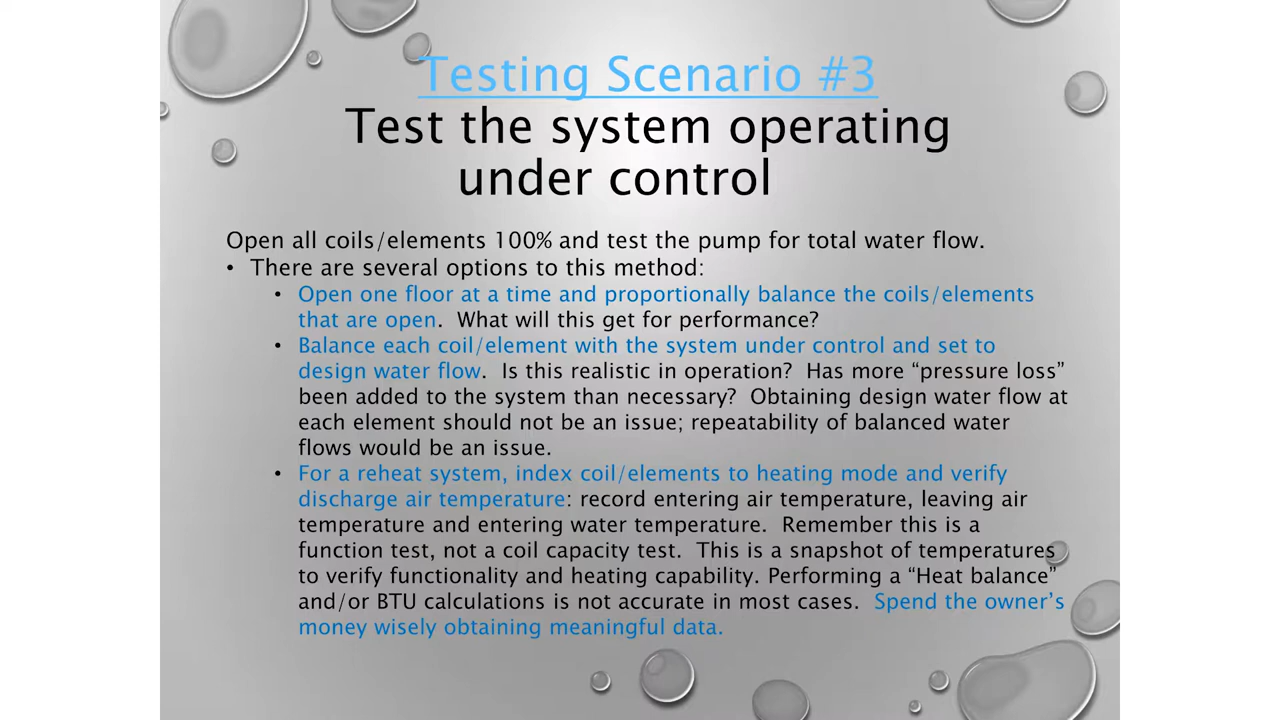 Testing Scenario #3
Test the system operating
under control
Open all coils/elements 100% and test the pump for total water flow.
• There are several options to this method:
• Open one floor at a time and proportionally balance the coils/elements
that are open. What will this get for performance?
• Balance each coil/element with the system under control and set to
design water flow. Is this realistic in operation? Has more “pressure loss”
been added to the system than necessary? Obtaining design water flow at
each element should not be an issue; repeatability of balanced water
flows would be an issue.
• For a reheat system, index coil/elements to heating mode and verify
discharge air temperature: record entering air temperature, leaving air
temperature and entering water temperature. Remember this is a
function test, not a coil capacity test. This is a snapshot of temperatures
to verify functionality and heating capability. Performing a “Heat balance”
and/or BTU calculations is not accurate in most cases. Spend the owner’s
money wisely obtaining meaningful data.